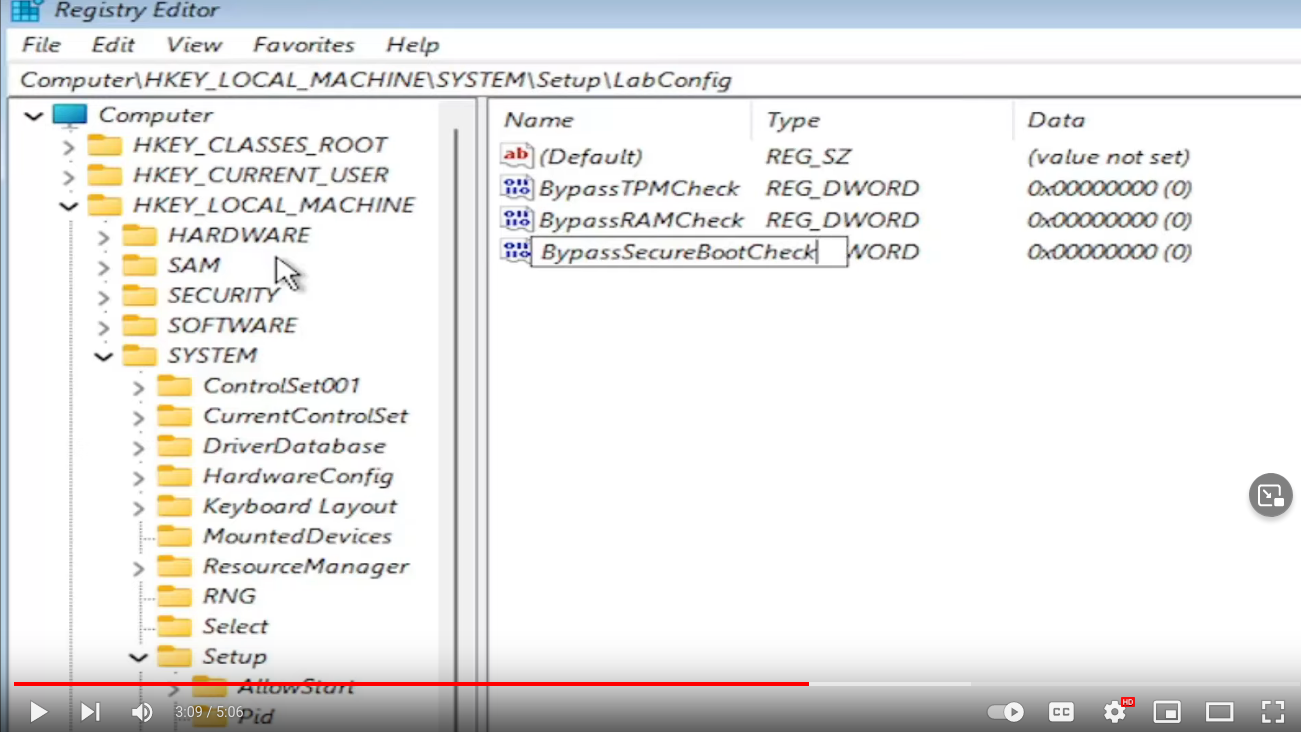 Registry Editor
File Edit View Favorites Help
Computer\HKEY_LOCAL_MACHINE\SYSTEM\Setup\LabConfig
Computer
HKEY_CLASSES_ROOT
HKEY_CURRENT_USER
HKEY_LOCAL_MACHINE
HARDWARE
SAM
SECURITY
SOFTWARE
SYSTEM
ControlSet001
CurrentControlSet
DriverDatabase
HardwareConfig
Keyboard Layout
MountedDevices
ResourceManager
RNG
Select
Setup
AllowStart
Pid
Name Type Data
ab (Default) REG_SZ (value not set)
BypassTPMCheck REG_DWORD 0x00000000 (0)
BypassRAMCheck REG_DWORD 0x00000000 (0)
BypassSecureBootCheck WORD 0x00000000 (0)
3:09 / 5:06 CC HD